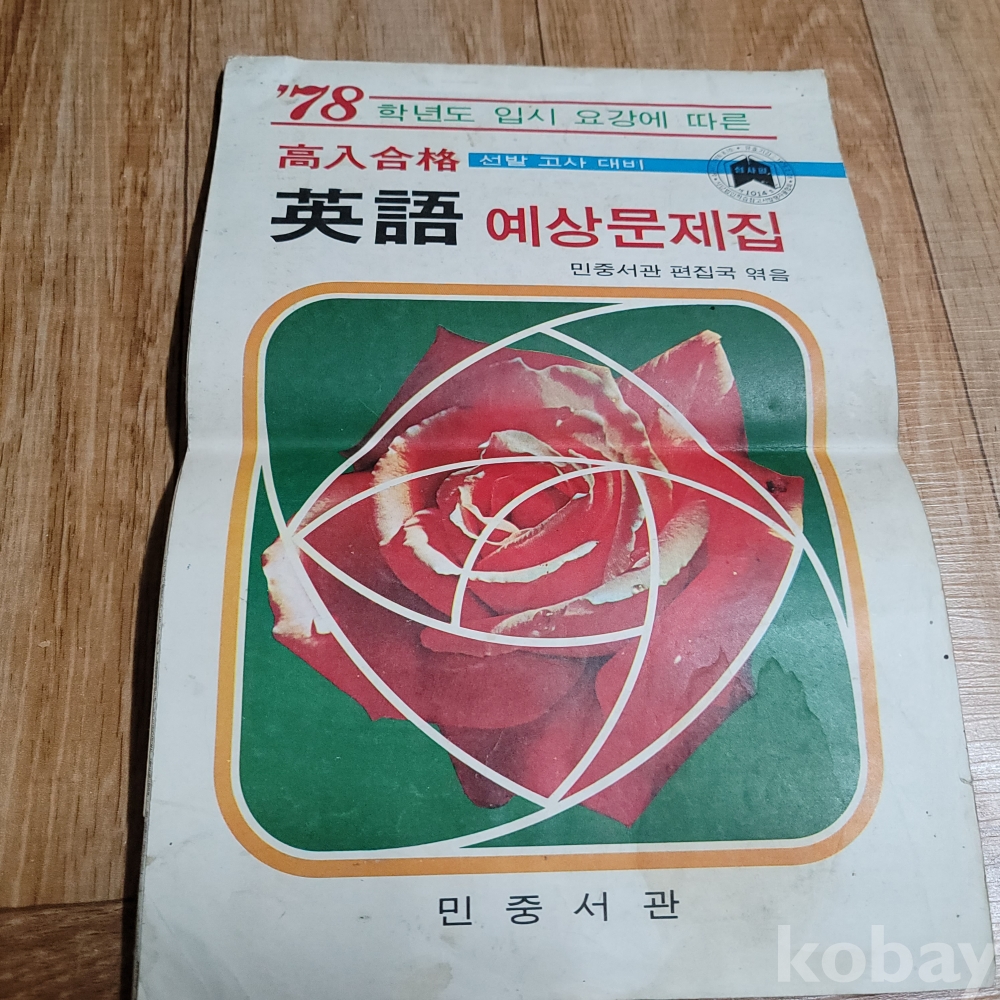 '78 학년도 입시 요강에 따른
高入合格 선발 고사 대비
英語 예상문제집
민중서관 편집국 엮음
민중서관
kobay